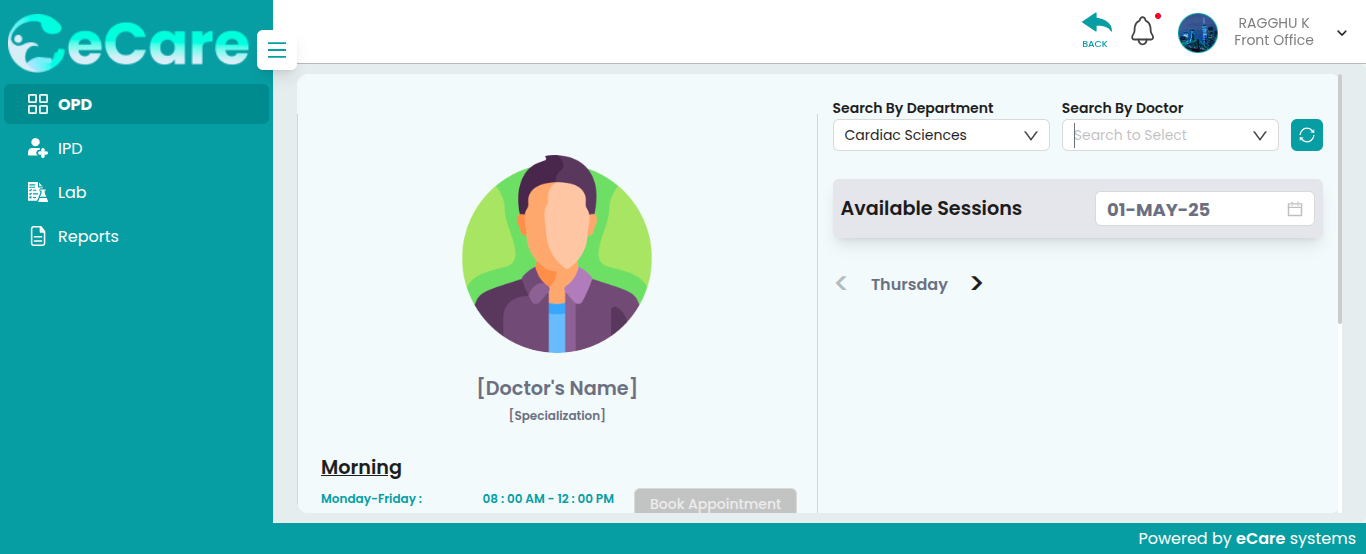 eCare
BACK
RAGGHU K
Front Office
OPD
IPD
Lab
Reports
Search By Department
Search By Doctor
Cardiac Sciences
Search to Select
Available Sessions
01-MAY-25
Thursday
[Doctor's Name]
[Specialization]
Morning
Monday-Friday :
08 : 00 AM - 12 : 00 PM
Book Appointment
Powered by eCare systems